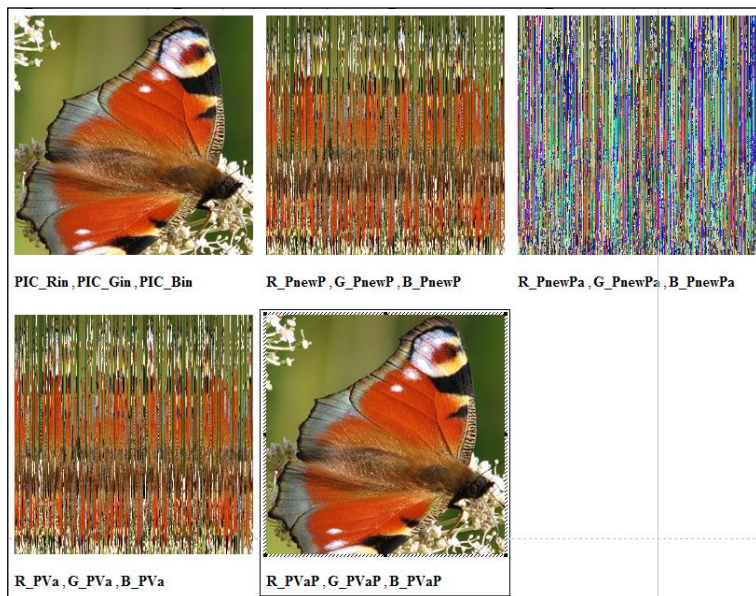 PIC_Rin , PIC_Gin , PIC_Bin
R_PnewP , G_PnewP , B_PnewP
R_PnewPa , G_PnewPa , B_PnewPa
R_PVa , G_PVa , B_PVa
R_PVaP , G_PVaP , B_PVaP